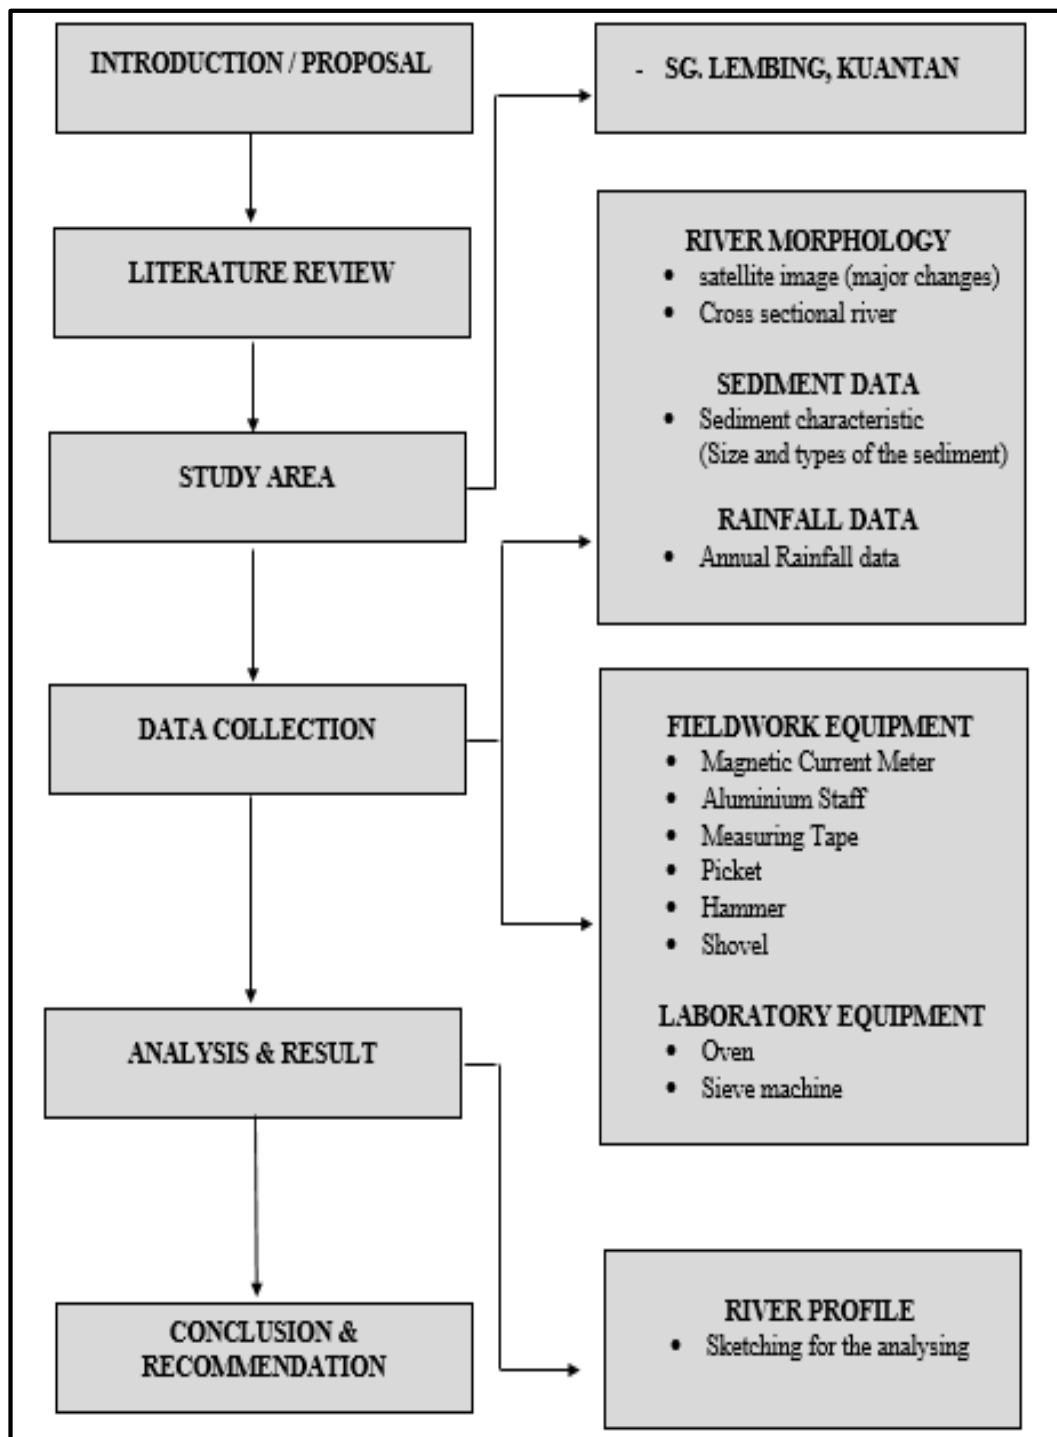 INTRODUCTION / PROPOSAL
- SG. LEMBING, KUANTAN
LITERATURE REVIEW
STUDY AREA
RIVER MORPHOLOGY
• satellite image (major changes)
• Cross sectional river
SEDIMENT DATA
• Sediment characteristic
(Size and types of the sediment)
RAINFALL DATA
• Annual Rainfall data
DATA COLLECTION
FIELDWORK EQUIPMENT
• Magnetic Current Meter
• Aluminium Staff
• Measuring Tape
• Picket
• Hammer
• Shovel
LABORATORY EQUIPMENT
• Oven
• Sieve machine
ANALYSIS & RESULT
RIVER PROFILE
• Sketching for the analysing
CONCLUSION &
RECOMMENDATION